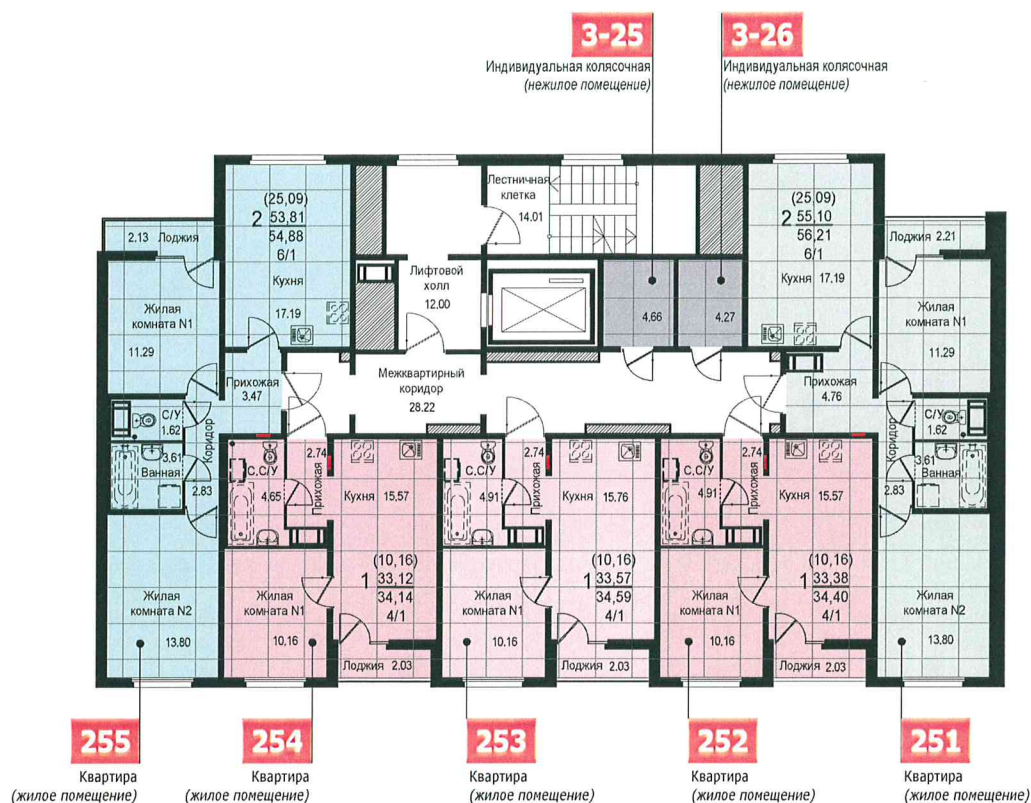 3-25
Индивидуальная колясочная
(нежилое помещение)
3-26
Индивидуальная колясочная
(нежилое помещение)
(25,09)
2 53,81
54,88
6/1
Кухня
17.19
2.13 Лоджия
Жилая
комната N1
11.29
Прихожая
3.47
С/У
1.62
3.61
Ванная
Коридор
2.83
Жилая
комната N2
13.80
Лестничная
клетка
14.01
Лифтовой
холл
12.00
Межквартирный
коридор
28.22
4.66
4.27
(25,09)
2 55,10
56,21
6/1
Кухня
17.19
Лоджия 2.21
Жилая
комната N1
11.29
Прихожая
4.76
С/У
1.62
3.61
Ванная
Коридор
2.83
Жилая
комната N2
13.80
С.С/У
4.65
2.74
Прихожая
Кухня 15.57
(10,16)
1 33,12
34,14
4/1
Жилая
комната N1
10.16
Лоджия 2.03
С.С/У
4.91
2.74
Прихожая
Кухня 15.76
(10,16)
1 33,57
34,59
4/1
Жилая
комната N1
10.16
Лоджия 2.03
С.С/У
4.91
2.74
Прихожая
Кухня 15.57
(10,16)
1 33,38
34,40
4/1
Жилая
комната N1
10.16
Лоджия 2.03
255
Квартира
(жилое помещение)
254
Квартира
(жилое помещение)
253
Квартира
(жилое помещение)
252
Квартира
(жилое помещение)
251
Квартира
(жилое помещение)